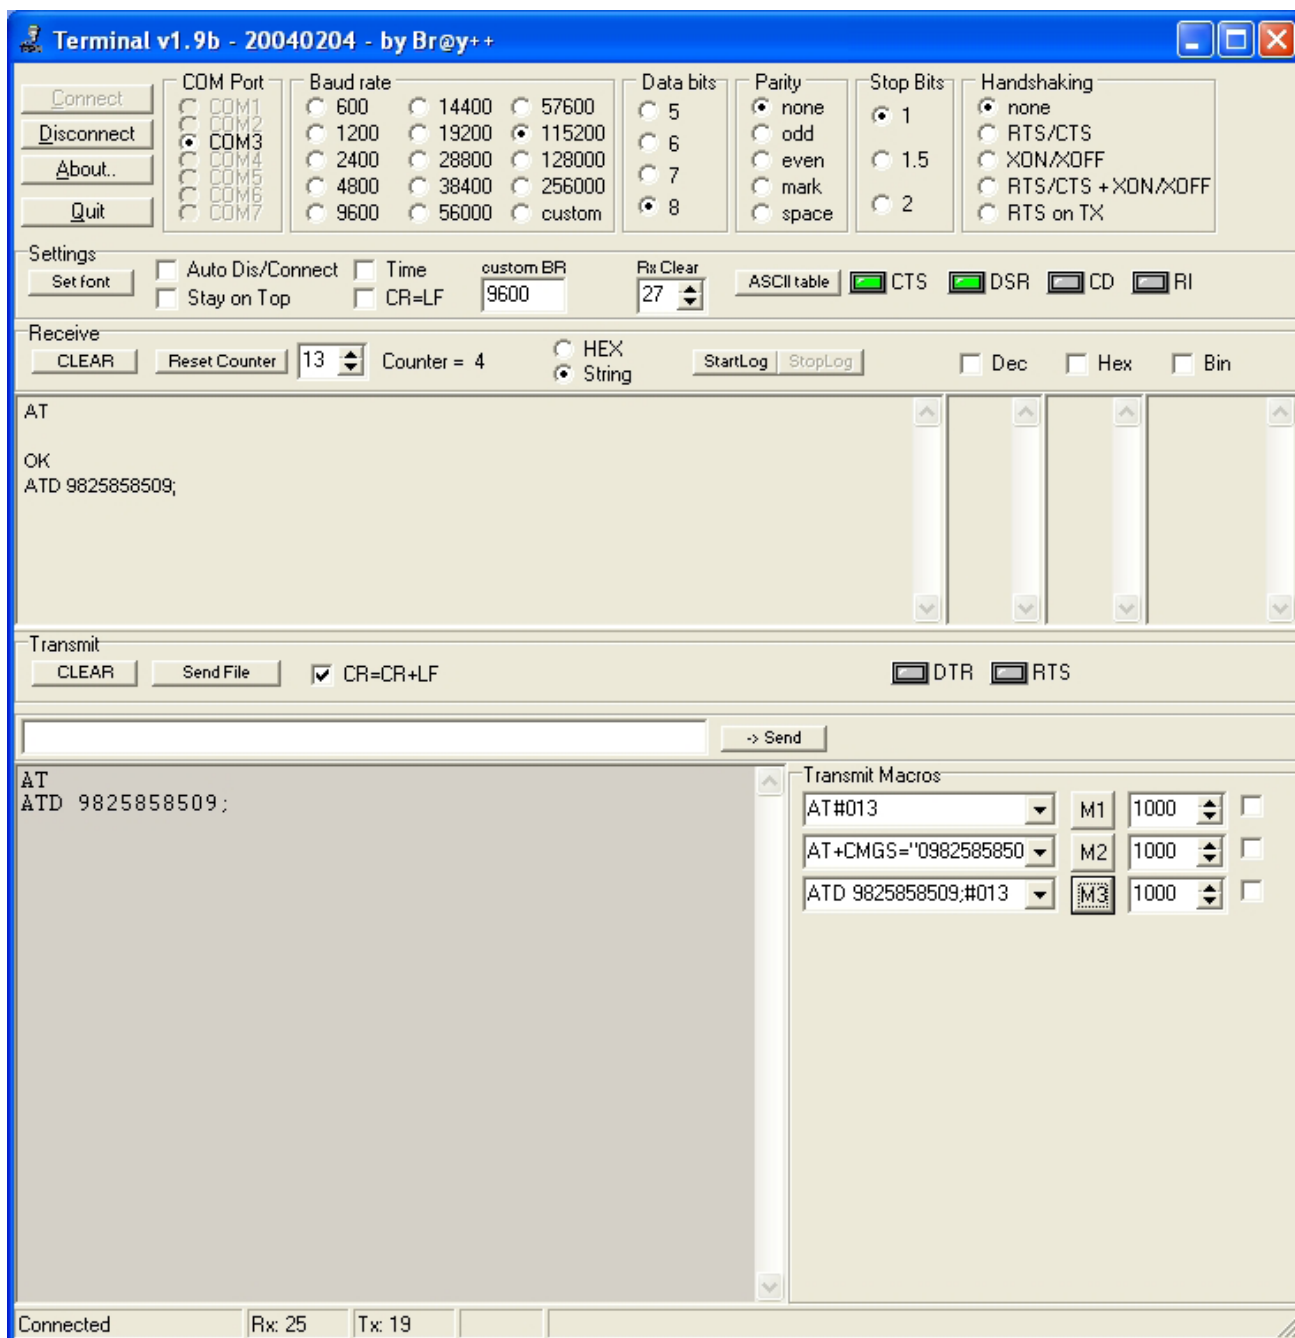 Terminal v1.9b - 20040204 - by Br@y++
Connect
Disconnect
About..
Quit
COM Port
COM1
COM2
COM3
COM4
COM5
COM6
COM7
Baud rate
600 14400 57600
1200 19200 115200
2400 28800 128000
4800 38400 256000
9600 56000 custom
Data bits
5
6
7
8
Parity
none
odd
even
mark
space
Stop Bits
1
1.5
2
Handshaking
none
RTS/CTS
XON/XOFF
RTS/CTS + XON/XOFF
RTS on TX
Settings
Set font
Auto Dis/Connect Time
Stay on Top CR=LF
custom BR
9600
Rx Clear
27
ASCII table CTS DSR CD RI
Receive
CLEAR Reset Counter 13 Counter = 4
HEX
String
StartLog StopLog Dec Hex Bin
AT
OK
ATD 9825858509;
Transmit
CLEAR Send File CR=CR+LF DTR RTS
-> Send
AT
ATD 9825858509;
Transmit Macros
AT#013 M1 1000
AT+CMGS="0982585850 M2 1000
ATD 9825858509;#013 M3 1000
Connected Rx: 25 Tx: 19